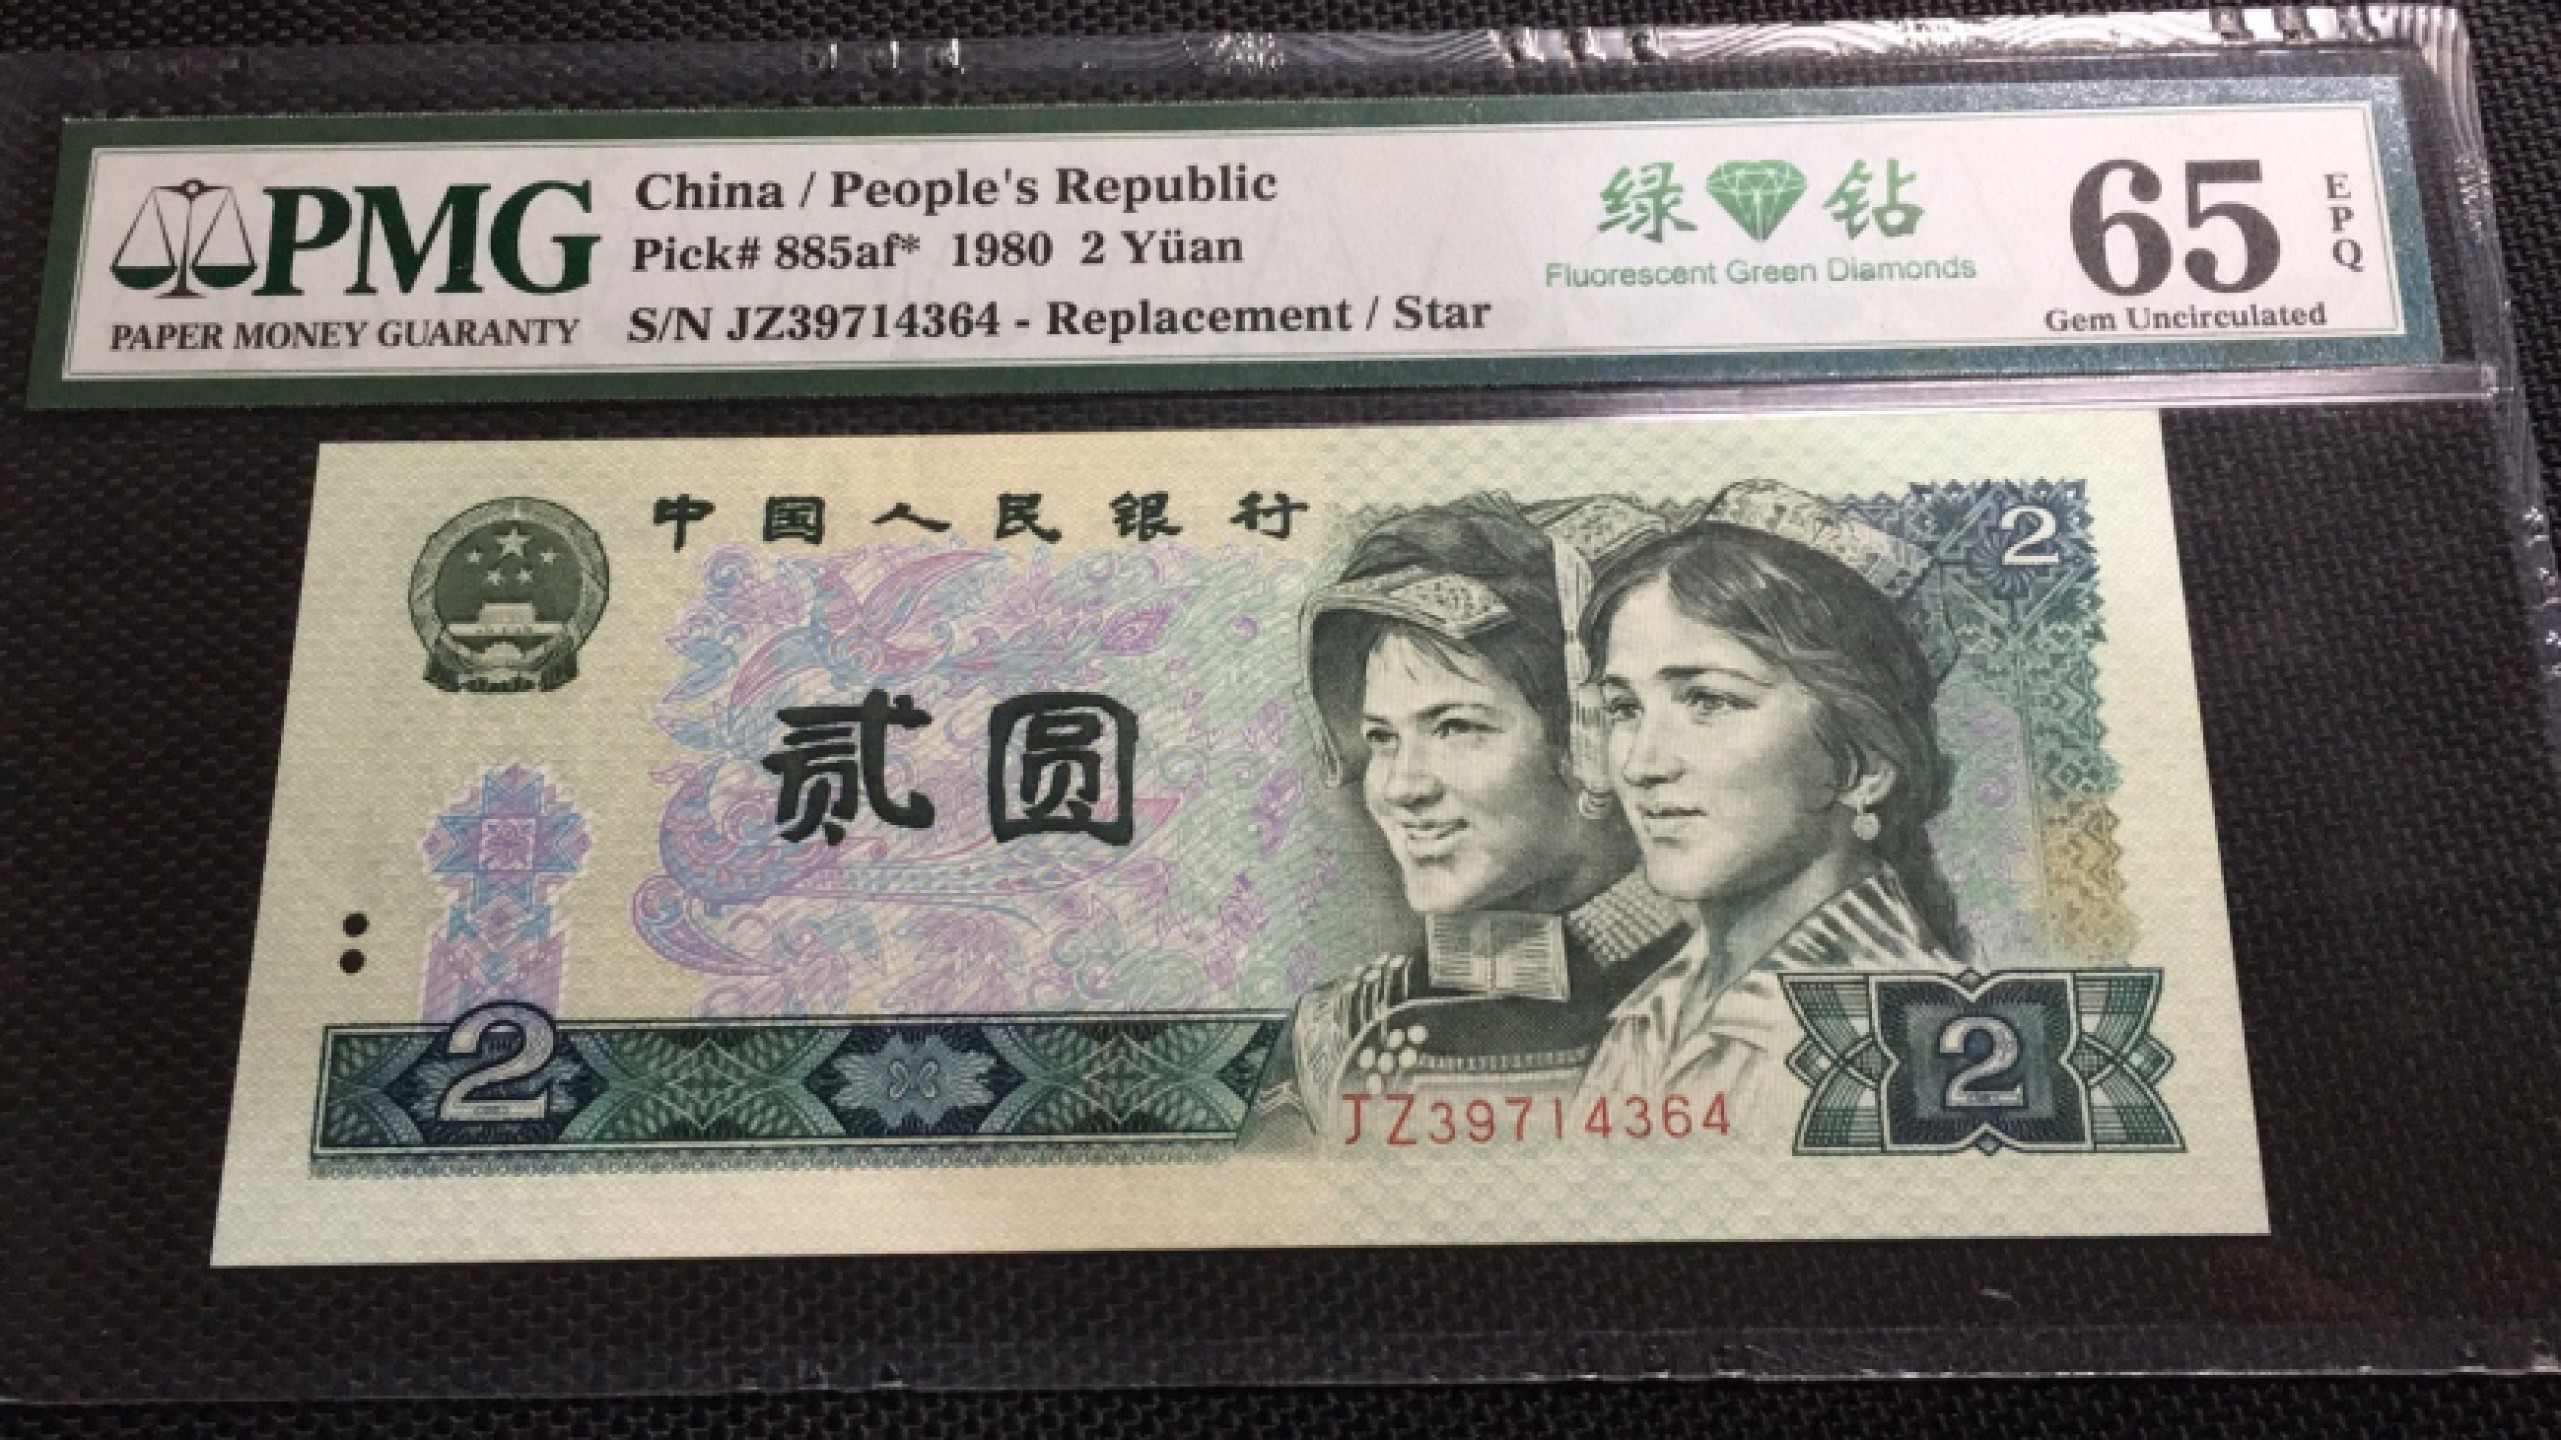 PMG
PAPER MONEY GUARANTY
China / People's Republic
Pick# 885af* 1980 2 Yüan
S/N JZ39714364 - Replacement / Star
绿钻
Fluorescent Green Diamonds
65
EPQ
Gem Uncirculated
中国人民银行
2
贰圆
2
JZ39714364
2